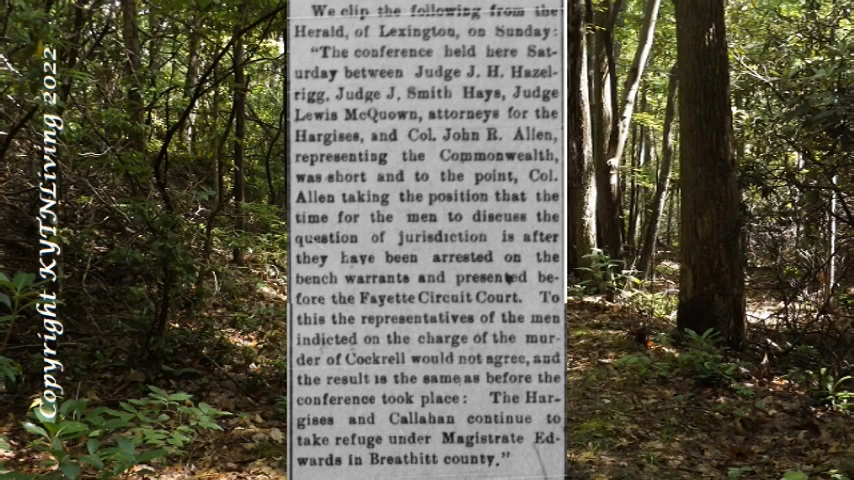 We clip the following from the
Herald, of Lexington, on Sunday:
"The conference held here Sat-
urday between Judge J. H. Hazel-
rigg, Judge J, Smith Hays, Judge
Lewis McQuown, attorneys for the
Hargises, and Col. John R. Allen,
representing the Commonwealth,
was short and to the point, Col.
Allen taking the position that the
time for the men to discuss the
question of jurisdiction is after
they have been arrested on the
bench warrants and presented be-
fore the Fayette Circuit Court. To
this the representatives of the men
indicted on the charge of the mur-
der of Cockrell would not agree, and
the result is the same as before the
conference took place: The Har-
gises and Callahan continue to
take refuge under Magistrate Ed-
wards in Breathitt county."
Copyright KYTNLiving 2022